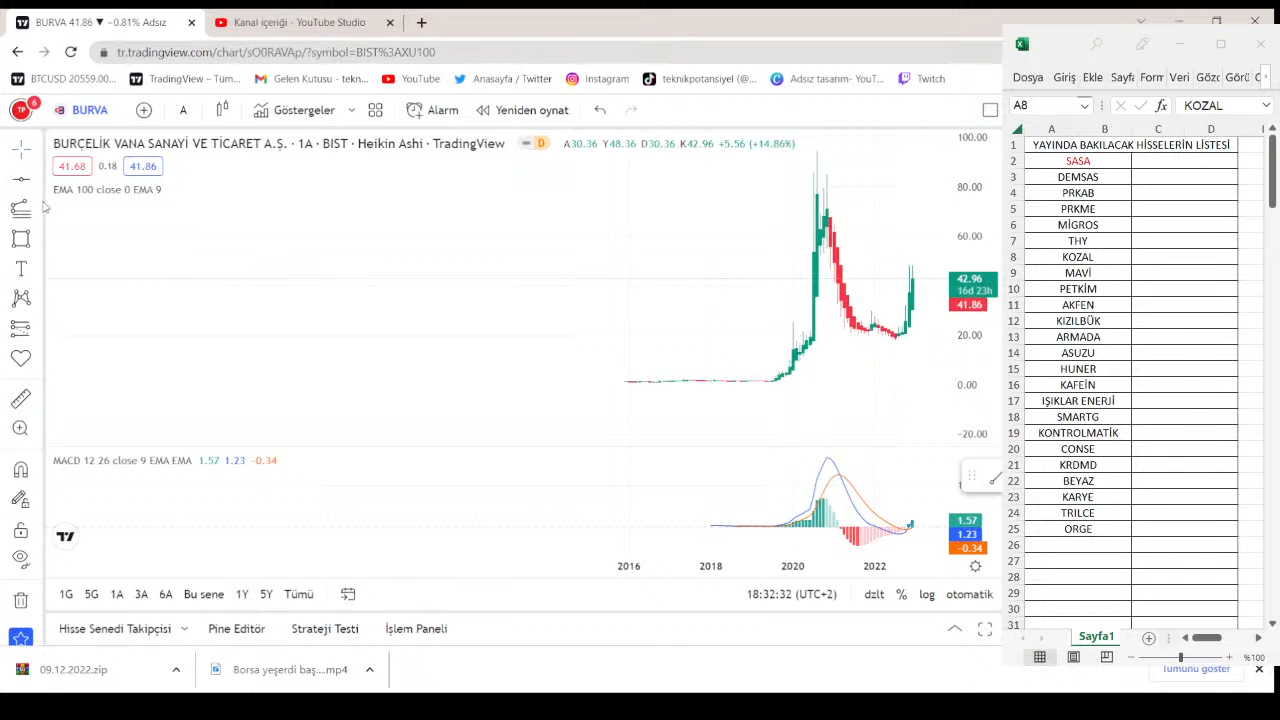 BURVA 41.86 ▼ −0.81% Adsız
Kanal içeriği - YouTube Studio
tr.tradingview.com/chart/sO0RAVAp/?symbol=BIST%3AXU100
BTCUSD 20559.00...
TradingView – Tüm...
Gelen Kutusu - tekn...
YouTube
Anasayfa / Twitter
Instagram
teknikpotansiyel (@...
Adsız tasarım- YouT...
Twitch
TP
6
BURVA
A
Göstergeler
Alarm
Yeniden oynat
BURÇELİK VANA SANAYİ VE TİCARET A.Ş. · 1A · BIST · Heikin Ashi · TradingView
D
A30.36 Y48.36 D30.36 K42.96 +5.56 (+14.86%)
41.68
0.18
41.86
EMA 100 close 0 EMA 9
100.00
80.00
60.00
42.96
16d 23h
41.86
20.00
0.00
−20.00
MACD 12 26 close 9 EMA EMA 1.57 1.23 −0.34
1.57
1.23
−0.34
2016
2018
2020
2022
1G 5G 1A 3A 6A Bu sene 1Y 5Y Tümü
18:32:32 (UTC+2)
dzlt % log otomatik
Hisse Senedi Takipçisi
Pine Editör
Strateji Testi
İşlem Paneli
09.12.2022.zip
Borsa yeşerdi baş....mp4
Tümünü göster
Dosya Giriş Ekle Sayfa Form Veri Gözc Görü
A8
fx
KOZAL
A B C D
1 YAYINDA BAKILACAK HİSSELERİN LİSTESİ
2 SASA
3 DEMSAS
4 PRKAB
5 PRKME
6 MİGROS
7 THY
8 KOZAL
9 MAVİ
10 PETKİM
11 AKFEN
12 KIZILBÜK
13 ARMADA
14 ASUZU
15 HUNER
16 KAFEİN
17 IŞIKLAR ENERJİ
18 SMARTG
19 KONTROLMATİK
20 CONSE
21 KRDMD
22 BEYAZ
23 KARYE
24 TRILCE
25 ORGE
26
27
28
29
30
31
Sayfa1
%100